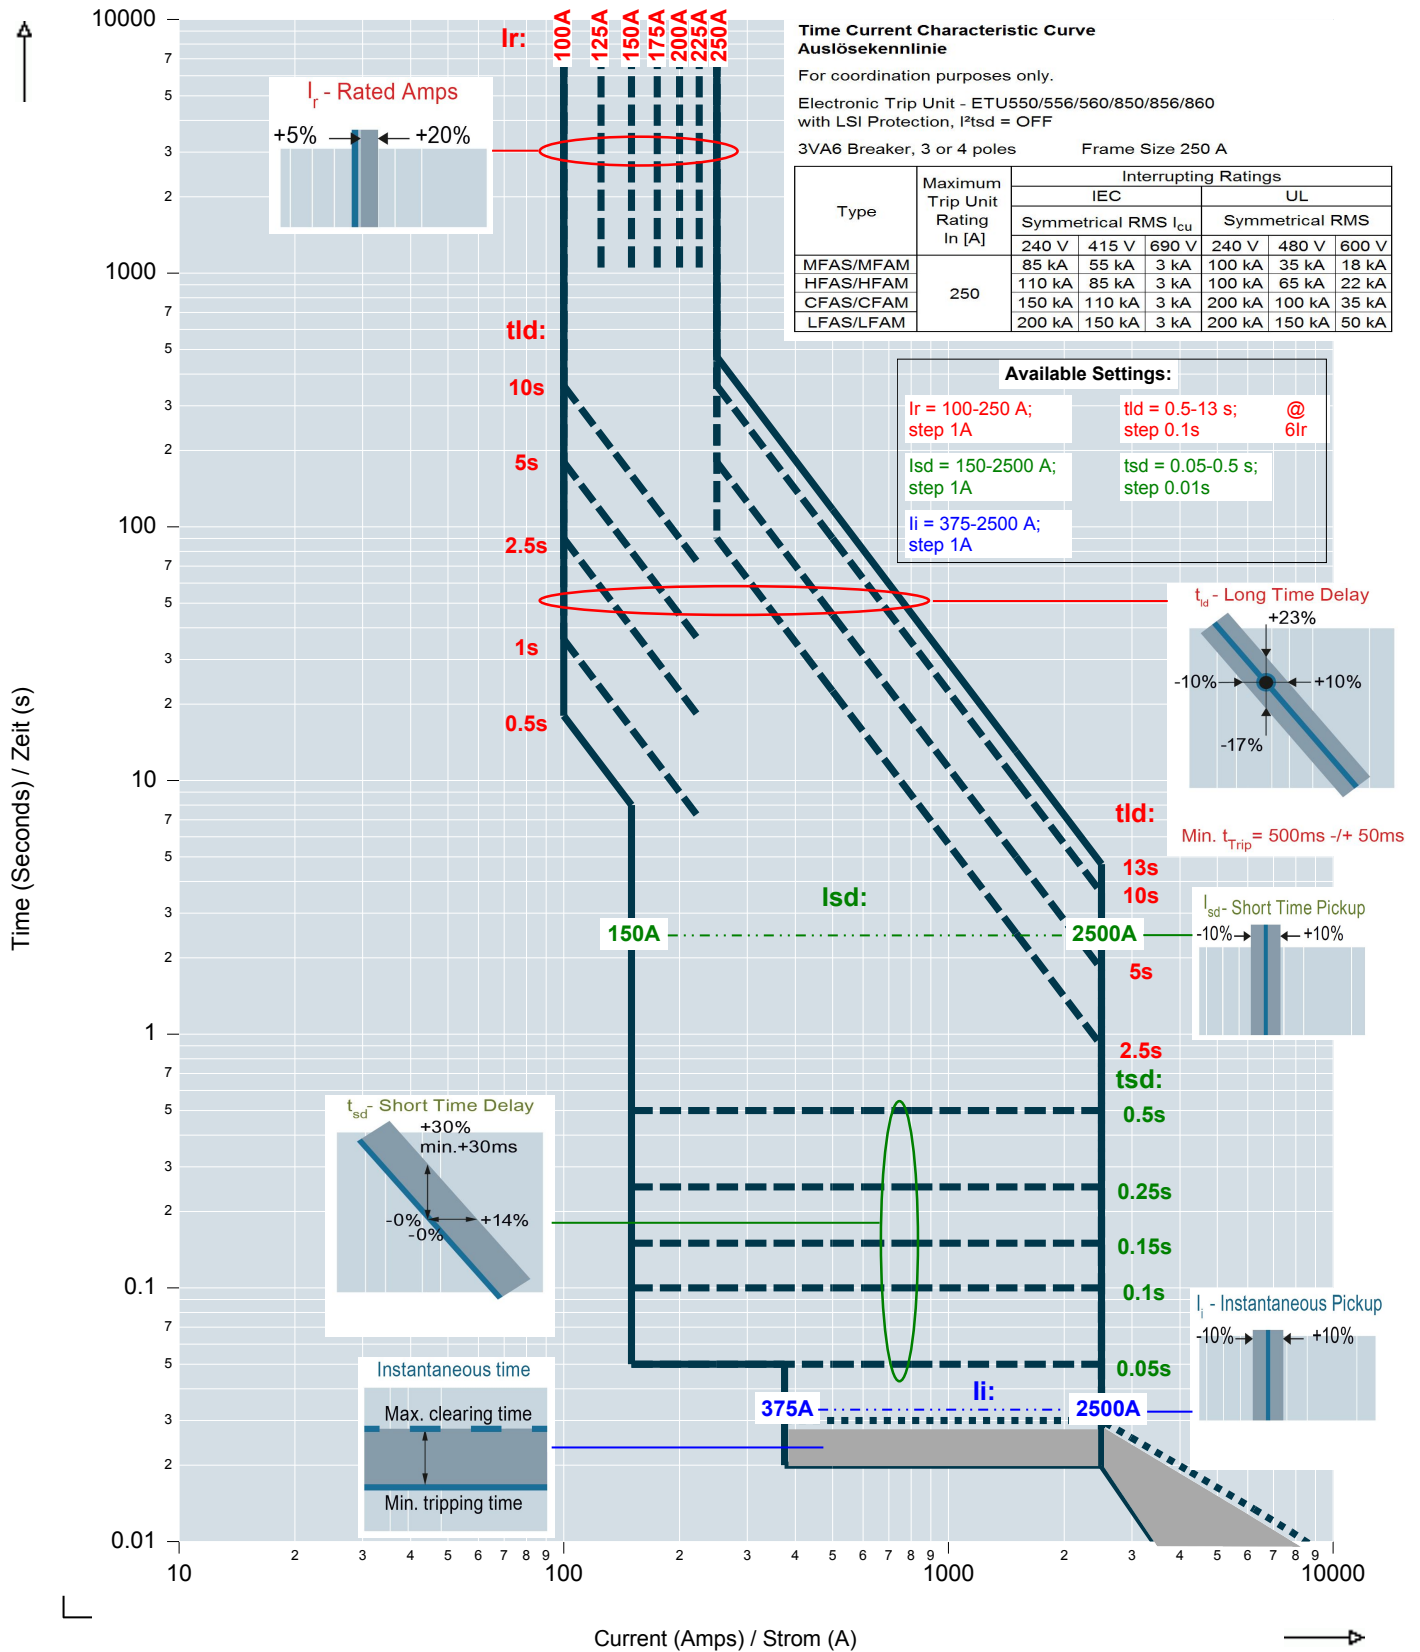 Time Current Characteristic Curve
Auslösekennlinie
For coordination purposes only.
Electronic Trip Unit - ETU550/556/560/850/856/860
with LSI Protection, I²tsd = OFF
3VA6 Breaker, 3 or 4 poles Frame Size 250 A
Type
Maximum
Trip Unit
Rating
In [A]
Interrupting Ratings
IEC UL
Symmetrical RMS Icu Symmetrical RMS
240 V 415 V 690 V 240 V 480 V 600 V
MFAS/MFAM 85 kA 55 kA 3 kA 100 kA 35 kA 18 kA
HFAS/HFAM 110 kA 85 kA 3 kA 100 kA 65 kA 22 kA
250
CFAS/CFAM 150 kA 110 kA 3 kA 200 kA 100 kA 35 kA
LFAS/LFAM 200 kA 150 kA 3 kA 200 kA 150 kA 50 kA
Ir: 100A 125A 150A 175A 200A 225A 250A
Ir - Rated Amps
+5% +20%
Available Settings:
Ir = 100-250 A;
step 1A
tld = 0.5-13 s;
step 0.1s
@
6Ir
Isd = 150-2500 A;
step 1A
tsd = 0.05-0.5 s;
step 0.01s
Ii = 375-2500 A;
step 1A
tld:
10s
5s
2.5s
1s
0.5s
tld - Long Time Delay
+23%
-10% +10%
-17%
Min. tTrip= 500ms -/+ 50ms
tld:
13s
10s
5s
2.5s
Isd:
150A 2500A
Isd- Short Time Pickup
-10% +10%
tsd:
0.5s
0.25s
0.15s
0.1s
0.05s
tsd- Short Time Delay
+30%
min.+30ms
-0% +14%
-0%
Ii:
375A 2500A
Ii - Instantaneous Pickup
-10% +10%
Instantaneous time
Max. clearing time
Min. tripping time
Time (Seconds) / Zeit (s)
10000
7
5
3
2
1000
7
5
3
2
100
7
5
3
2
10
7
5
3
2
1
7
5
3
2
0.1
7
5
3
2
0.01
2 3 4 5 6 7 8 9 2 3 4 5 6 7 8 9 2 3 4 5 6 7 8 9
10 100 1000 10000
Current (Amps) / Strom (A)